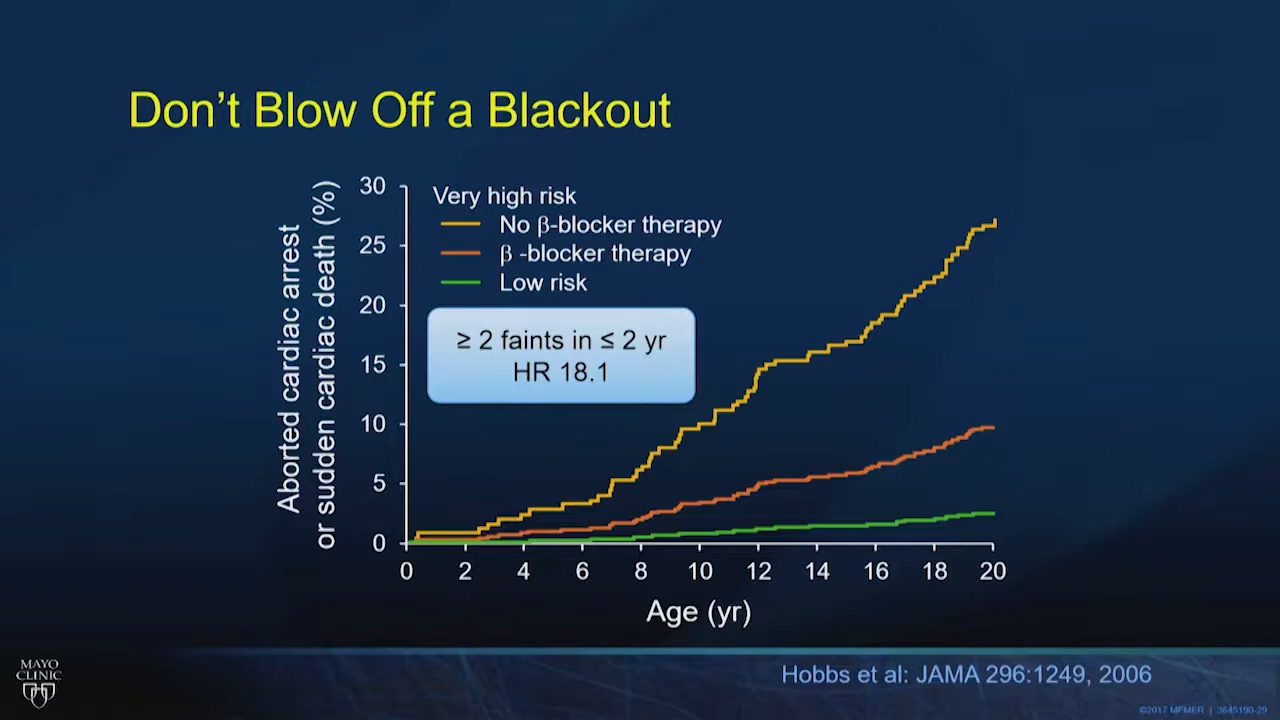 Don't Blow Off a Blackout
Aborted cardiac arrest
or sudden cardiac death (%)
30
25
20
15
10
5
0
Very high risk
No β-blocker therapy
β -blocker therapy
Low risk
≥ 2 faints in ≤ 2 yr
HR 18.1
0 2 4 6 8 10 12 14 16 18 20
Age (yr)
MAYO
CLINIC
Hobbs et al: JAMA 296:1249, 2006
©2017 MFMER | 3645190-29